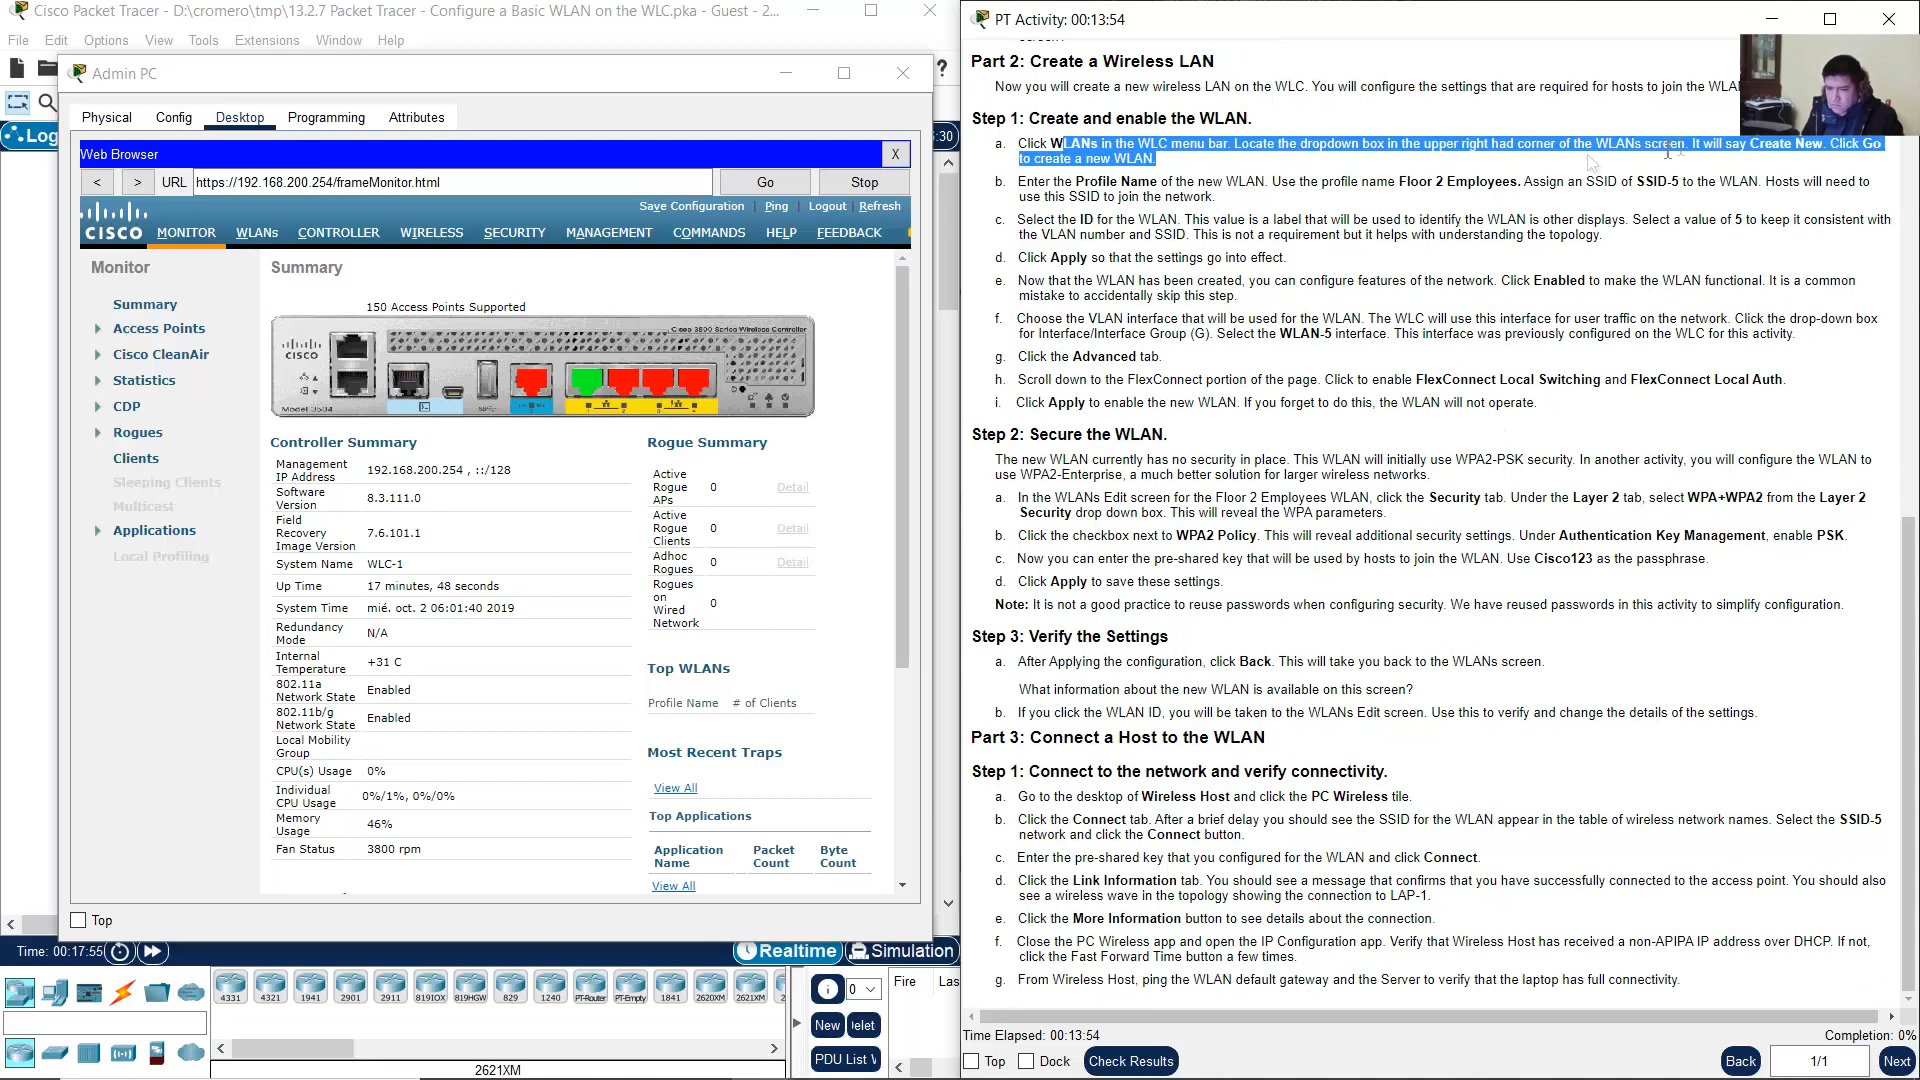 Cisco Packet Tracer - D:\cromero\tmp\13.2.7 Packet Tracer - Configure a Basic WLAN on the WLC.pka - Guest - 2...
File Edit Options View Tools Extensions Window Help
Admin PC
Physical Config Desktop Programming Attributes
Web Browser X
< > URL https://192.168.200.254/frameMonitor.html Go Stop
Save Configuration Ping Logout Refresh
CISCO MONITOR WLANs CONTROLLER WIRELESS SECURITY MANAGEMENT COMMANDS HELP FEEDBACK
Log
:30
Monitor
Summary
Access Points
Cisco CleanAir
Statistics
CDP
Rogues
Clients
Sleeping Clients
Multicast
Applications
Local Profiling
Summary
150 Access Points Supported
Cisco 3800 Series Wireless Controller
CISCO
Model 3504
Controller Summary
Management IP Address 192.168.200.254 , ::/128
Software Version 8.3.111.0
Field Recovery Image Version 7.6.101.1
System Name WLC-1
Up Time 17 minutes, 48 seconds
System Time mié. oct. 2 06:01:40 2019
Redundancy Mode N/A
Internal Temperature +31 C
802.11a Network State Enabled
802.11b/g Network State Enabled
Local Mobility Group
CPU(s) Usage 0%
Individual CPU Usage 0%/1%, 0%/0%
Memory Usage 46%
Fan Status 3800 rpm
Rogue Summary
Active Rogue APs 0 Detail
Active Rogue Clients 0 Detail
Adhoc Rogues 0 Detail
Rogues on Wired Network 0
Top WLANs
Profile Name # of Clients
Most Recent Traps
View All
Top Applications
Application Name Packet Count Byte Count
View All
Top
Time: 00:17:55 Realtime Simulation
4331 4321 1941 2901 2911 819IOX 819HGW 829 1240 PT-Router PT-Empty 1841 2620XM 2621XM 2
0 Fire Las
New Delet
PDU List V
2621XM
PT Activity: 00:13:54
Part 2: Create a Wireless LAN
Now you will create a new wireless LAN on the WLC. You will configure the settings that are required for hosts to join the WLA
Step 1: Create and enable the WLAN.
a. Click WLANs in the WLC menu bar. Locate the dropdown box in the upper right had corner of the WLANs screen. It will say Create New. Click Go
to create a new WLAN.
b. Enter the Profile Name of the new WLAN. Use the profile name Floor 2 Employees. Assign an SSID of SSID-5 to the WLAN. Hosts will need to
use this SSID to join the network.
c. Select the ID for the WLAN. This value is a label that will be used to identify the WLAN is other displays. Select a value of 5 to keep it consistent with
the VLAN number and SSID. This is not a requirement but it helps with understanding the topology.
d. Click Apply so that the settings go into effect.
e. Now that the WLAN has been created, you can configure features of the network. Click Enabled to make the WLAN functional. It is a common
mistake to accidentally skip this step.
f. Choose the VLAN interface that will be used for the WLAN. The WLC will use this interface for user traffic on the network. Click the drop-down box
for Interface/Interface Group (G). Select the WLAN-5 interface. This interface was previously configured on the WLC for this activity.
g. Click the Advanced tab.
h. Scroll down to the FlexConnect portion of the page. Click to enable FlexConnect Local Switching and FlexConnect Local Auth.
i. Click Apply to enable the new WLAN. If you forget to do this, the WLAN will not operate.
Step 2: Secure the WLAN.
The new WLAN currently has no security in place. This WLAN will initially use WPA2-PSK security. In another activity, you will configure the WLAN to
use WPA2-Enterprise, a much better solution for larger wireless networks.
a. In the WLANs Edit screen for the Floor 2 Employees WLAN, click the Security tab. Under the Layer 2 tab, select WPA+WPA2 from the Layer 2
Security drop down box. This will reveal the WPA parameters.
b. Click the checkbox next to WPA2 Policy. This will reveal additional security settings. Under Authentication Key Management, enable PSK.
c. Now you can enter the pre-shared key that will be used by hosts to join the WLAN. Use Cisco123 as the passphrase.
d. Click Apply to save these settings.
Note: It is not a good practice to reuse passwords when configuring security. We have reused passwords in this activity to simplify configuration.
Step 3: Verify the Settings
a. After Applying the configuration, click Back. This will take you back to the WLANs screen.
What information about the new WLAN is available on this screen?
b. If you click the WLAN ID, you will be taken to the WLANs Edit screen. Use this to verify and change the details of the settings.
Part 3: Connect a Host to the WLAN
Step 1: Connect to the network and verify connectivity.
a. Go to the desktop of Wireless Host and click the PC Wireless tile.
b. Click the Connect tab. After a brief delay you should see the SSID for the WLAN appear in the table of wireless network names. Select the SSID-5
network and click the Connect button.
c. Enter the pre-shared key that you configured for the WLAN and click Connect.
d. Click the Link Information tab. You should see a message that confirms that you have successfully connected to the access point. You should also
see a wireless wave in the topology showing the connection to LAP-1.
e. Click the More Information button to see details about the connection.
f. Close the PC Wireless app and open the IP Configuration app. Verify that Wireless Host has received a non-APIPA IP address over DHCP. If not,
click the Fast Forward Time button a few times.
g. From Wireless Host, ping the WLAN default gateway and the Server to verify that the laptop has full connectivity.
Time Elapsed: 00:13:54 Completion: 0%
Top Dock Check Results Back 1/1 Next